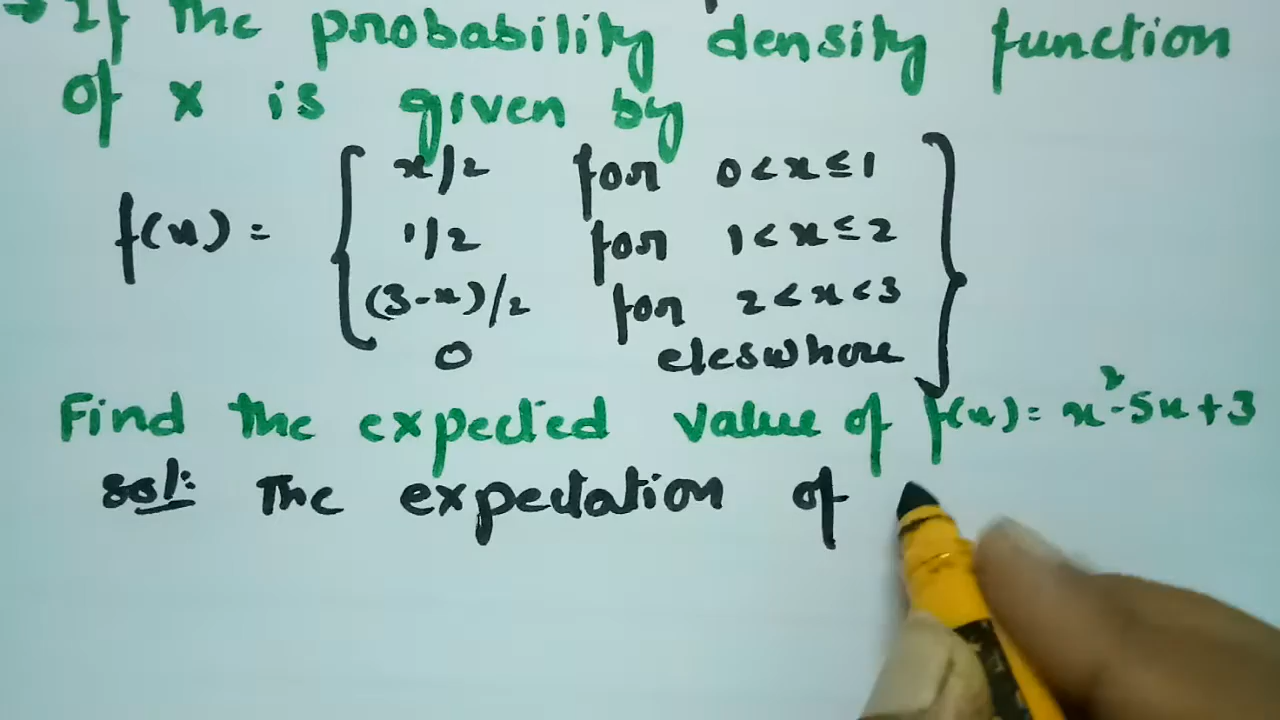 → If the probability density function
of x is given by
f(x) = { x/2 for 0 < x ≤ 1
1/2 for 1 < x ≤ 2
(3-x)/2 for 2 < x < 3
0 eleswhere }
Find the expected value of f(x) = x²-5x+3
sol: The expectation of